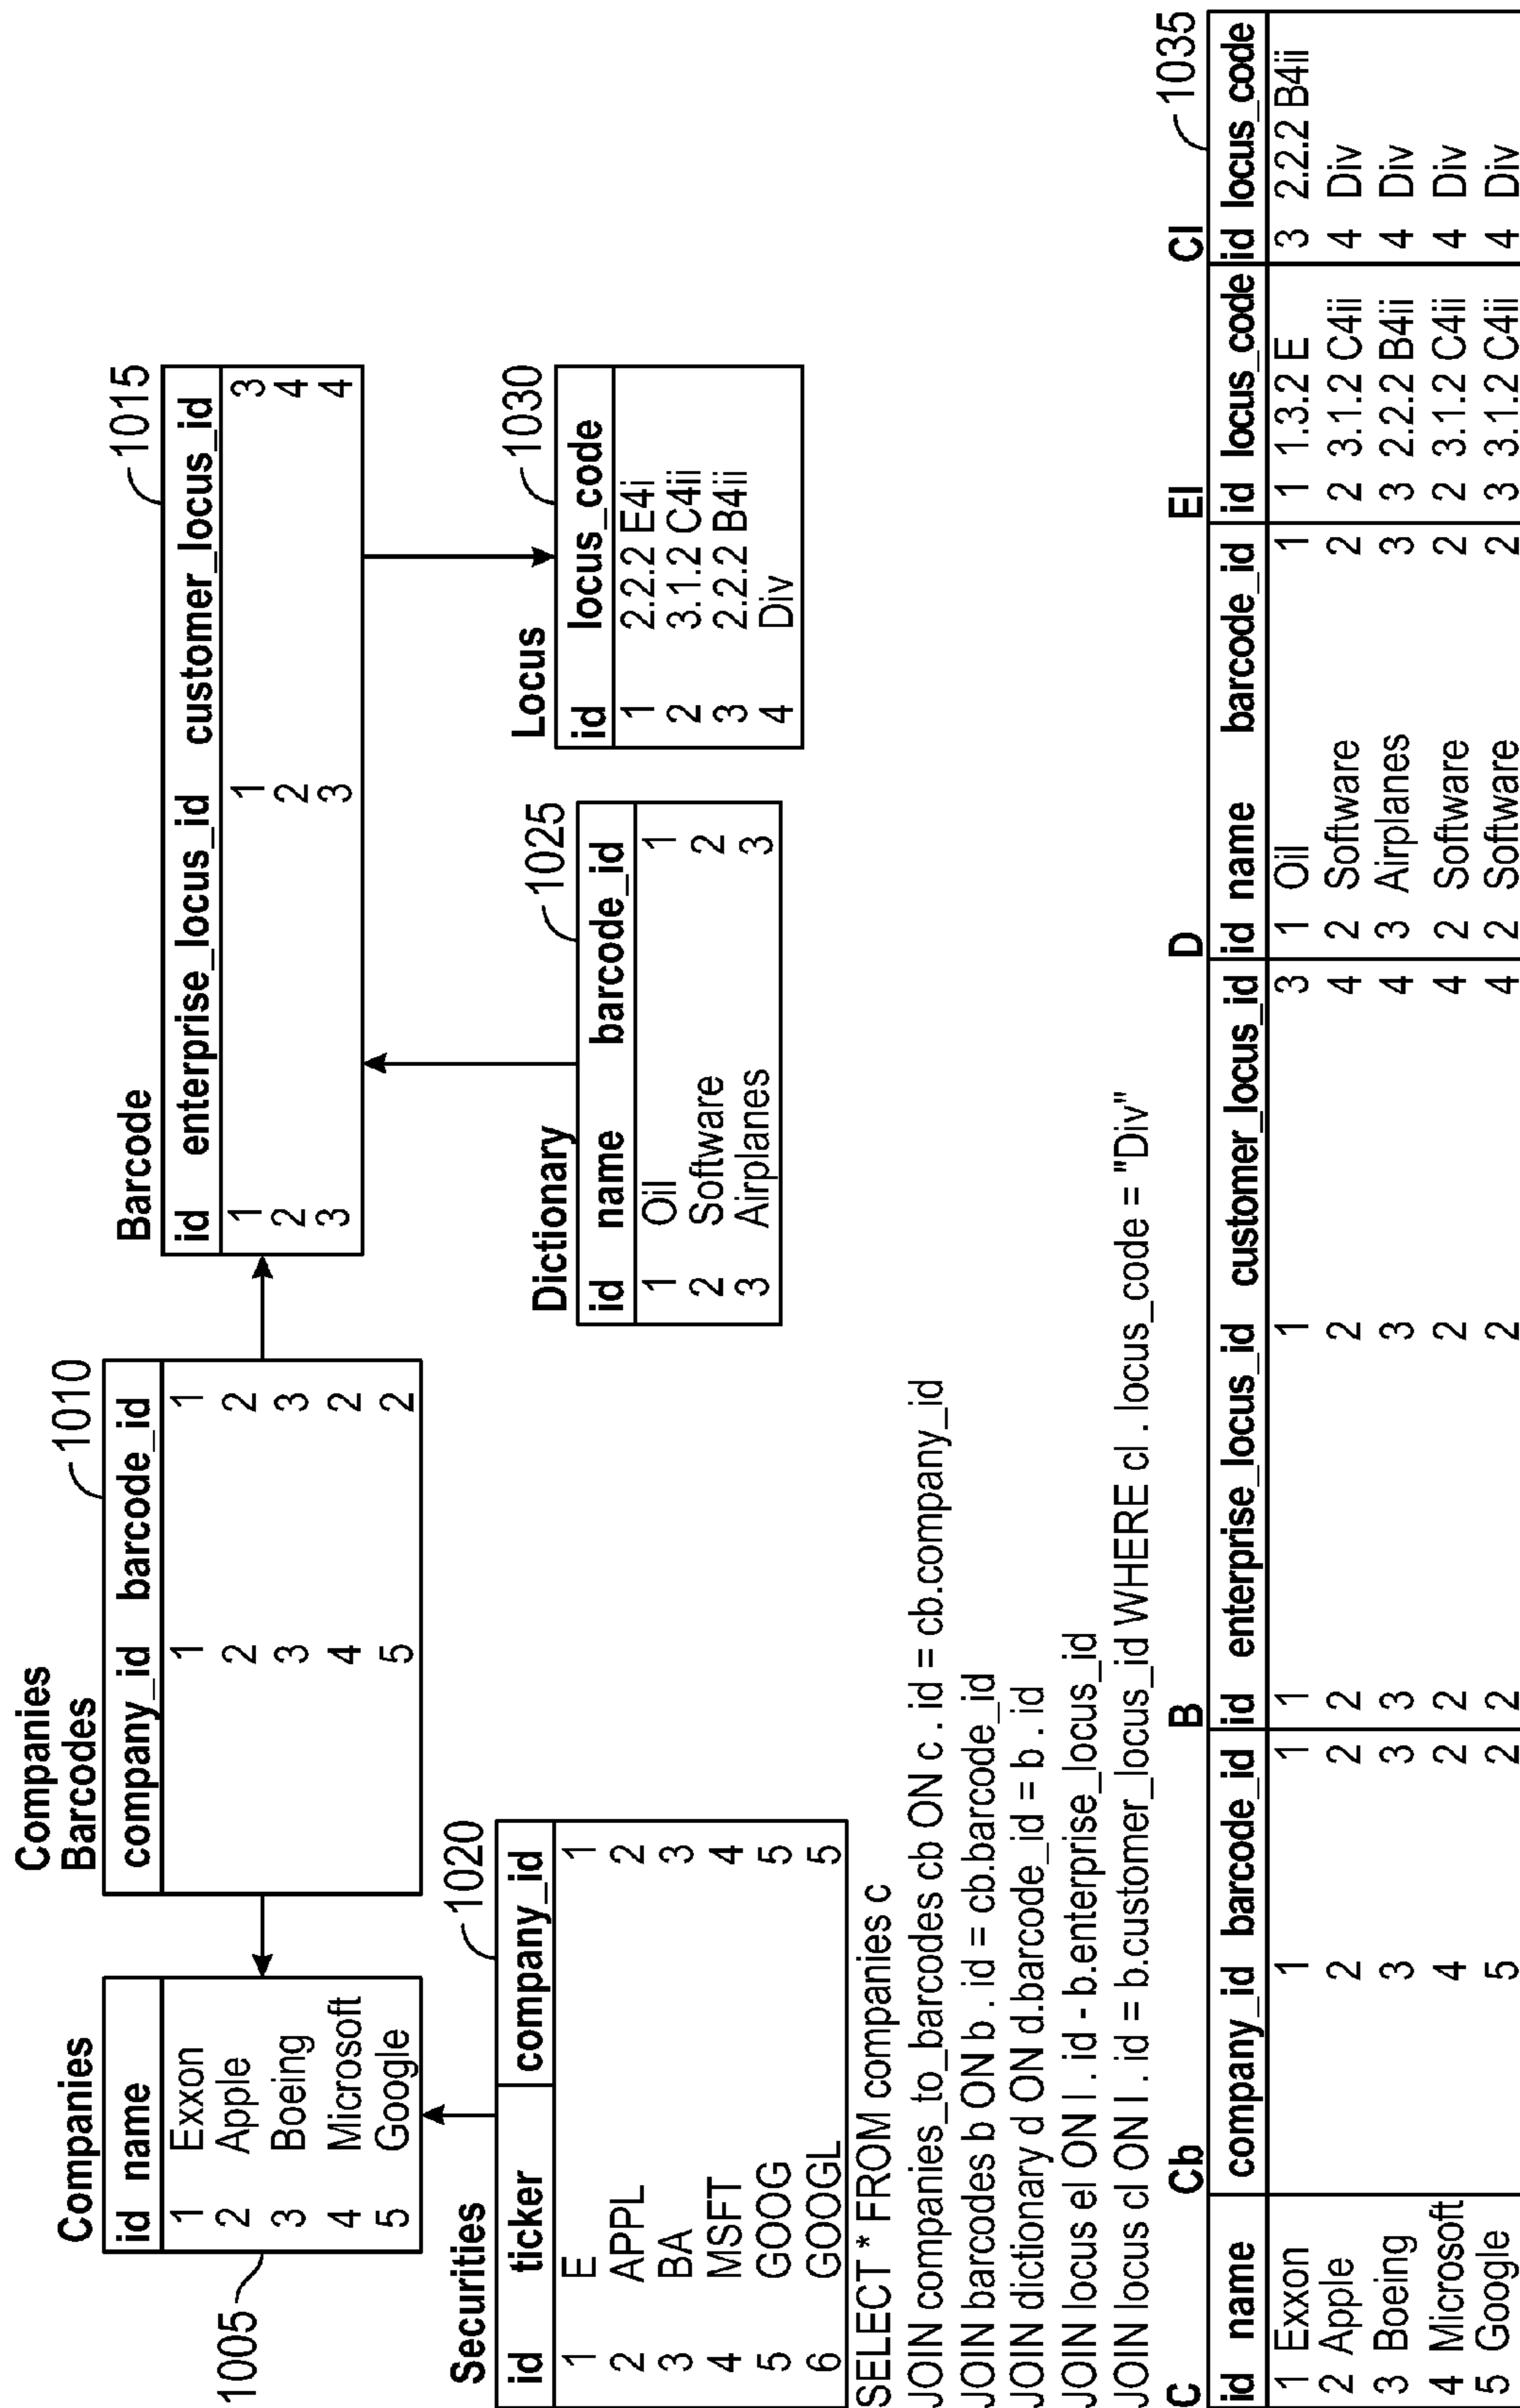 Companies
id name
1 Exxon
2 Apple
3 Boeing
4 Microsoft
5 Google
1005
Companies
Barcodes
1010
company_id barcode_id
1 1
2 2
3 3
4 2
5 2
Barcode
1015
id enterprise_locus_id customer_locus_id
1 1 3
2 2 4
3 3 4
Securities
1020
id ticker company_id
1 E 1
2 APPL 2
3 BA 3
4 MSFT 4
5 GOOG 5
6 GOOGL 5
Dictionary
1025
id name barcode_id
1 Oil 1
2 Software 2
3 Airplanes 3
Locus
1030
id locus_code
1 2.2.2 E4i
2 3.1.2 C4ii
3 2.2.2 B4ii
4 Div
SELECT * FROM companies c
JOIN companies_to_barcodes cb ON c . id = cb.company_id
JOIN barcodes b ON b . id = cb.barcode_id
JOIN dictionary d ON d.barcode_id = b . id
JOIN locus el ON l . id - b.enterprise_locus_id
JOIN locus cl ON l . id = b.customer_locus_id WHERE cl . locus_code = "Div"
1035
C Cb B D El Cl
id name company_id barcode_id id enterprise_locus_id customer_locus_id id name barcode_id id locus_code id locus_code
1 Exxon 1 1 1 1 3 1 Oil 1 1 1.3.2 E 3 2.2.2 B4ii
2 Apple 2 2 2 2 4 2 Software 2 2 3.1.2 C4ii 4 Div
3 Boeing 3 3 3 3 4 3 Airplanes 3 3 2.2.2 B4ii 4 Div
4 Microsoft 4 2 2 2 4 2 Software 2 2 3.1.2 C4ii 4 Div
5 Google 5 2 2 2 4 2 Software 2 3 3.1.2 C4ii 4 Div